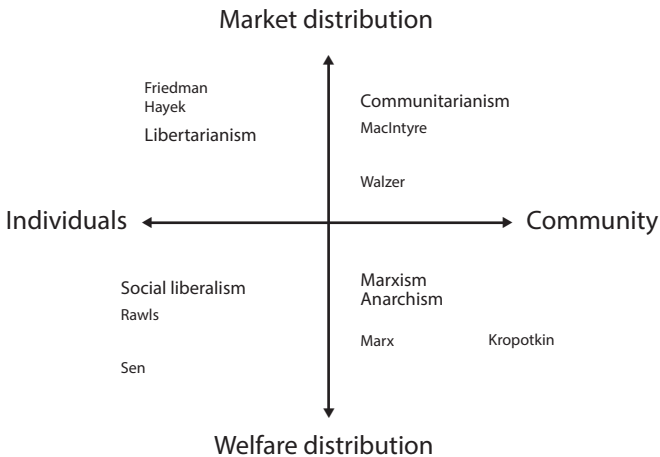 Market distribution
Friedman
Hayek
Libertarianism
Communitarianism
MacIntyre
Walzer
Individuals
Community
Social liberalism
Rawls
Sen
Marxism
Anarchism
Marx
Kropotkin
Welfare distribution